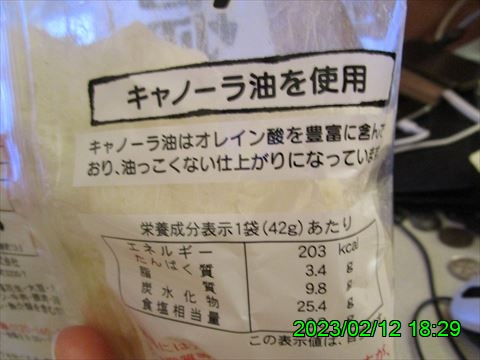 キャノーラ油を使用
キャノーラ油はオレイン酸を豊富に含んで
おり、油っこくない仕上がりになっています
栄養成分表示1袋(42g)あたり
エネルギー 203 kcal
たんぱく質 3.4 g
脂質 9.8 g
炭水化物 25.4 g
食塩相当量
この表示値は、
2023/02/12 18:29